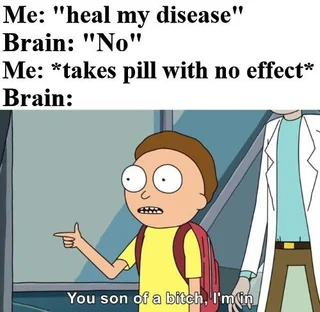 Me: "heal my disease"
Brain: "No"
Me: *takes pill with no effect*
Brain:
You son of a bitch, I'm in